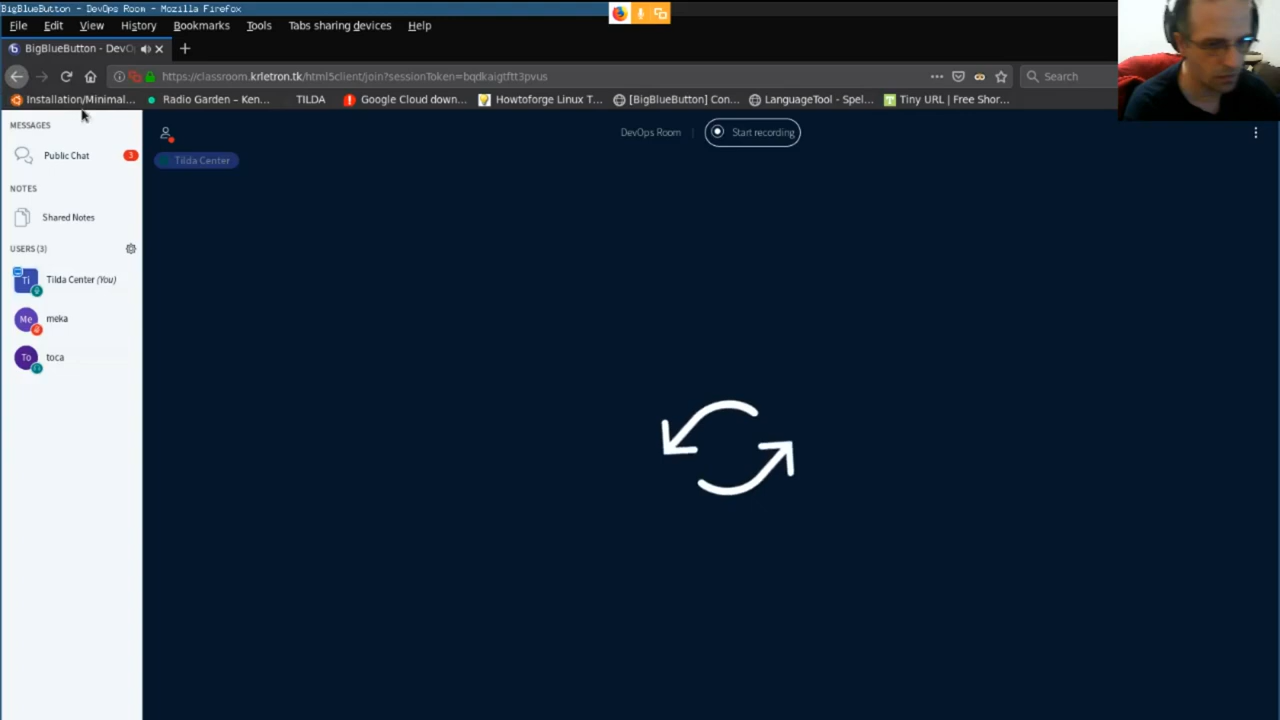 BigBlueButton - DevOps Room - Mozilla Firefox
File Edit View History Bookmarks Tools Tabs sharing devices Help
BigBlueButton - DevO
https://classroom.krletron.tk/html5client/join?sessionToken=bqdkaigtftt3pvus
Search
Installation/Minimal... Radio Garden – Ken... TILDA Google Cloud down... Howtoforge Linux T... [BigBlueButton] Con... LanguageTool - Spel... Tiny URL | Free Shor...
MESSAGES
Public Chat 3
NOTES
Shared Notes
USERS (3)
Ti Tilda Center (You)
Me meka
To toca
DevOps Room | Start recording
Tilda Center